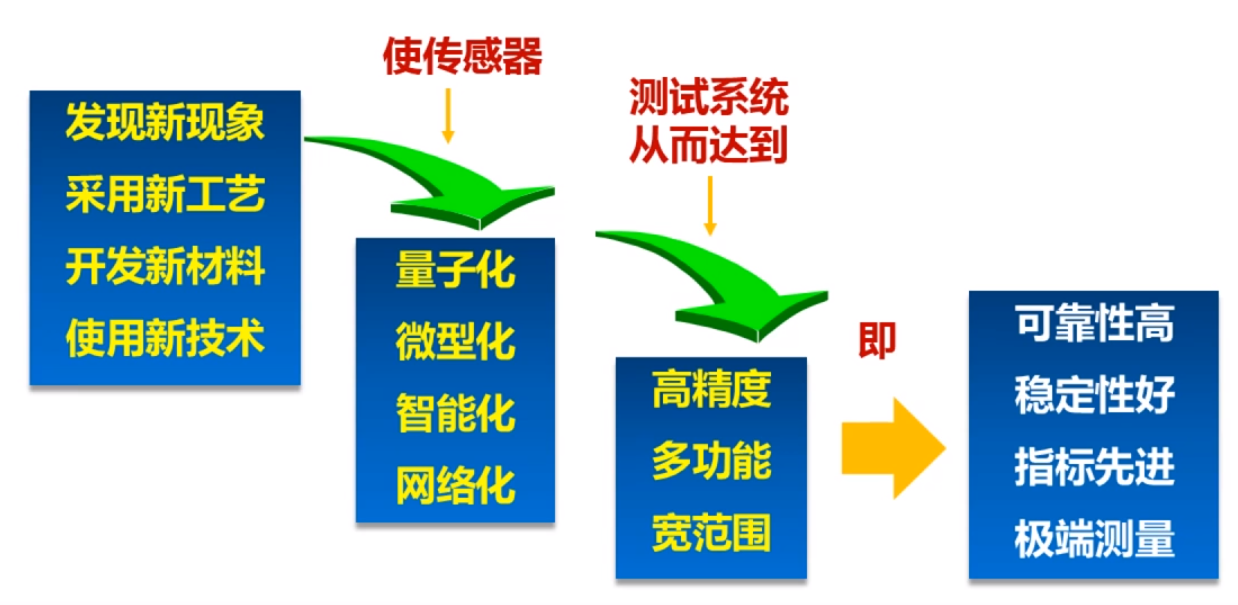 发现新现象
采用新工艺
开发新材料
使用新技术
使传感器
量子化
微型化
智能化
网络化
测试系统
从而达到
高精度
多功能
宽范围
即
可靠性高
稳定性好
指标先进
极端测量